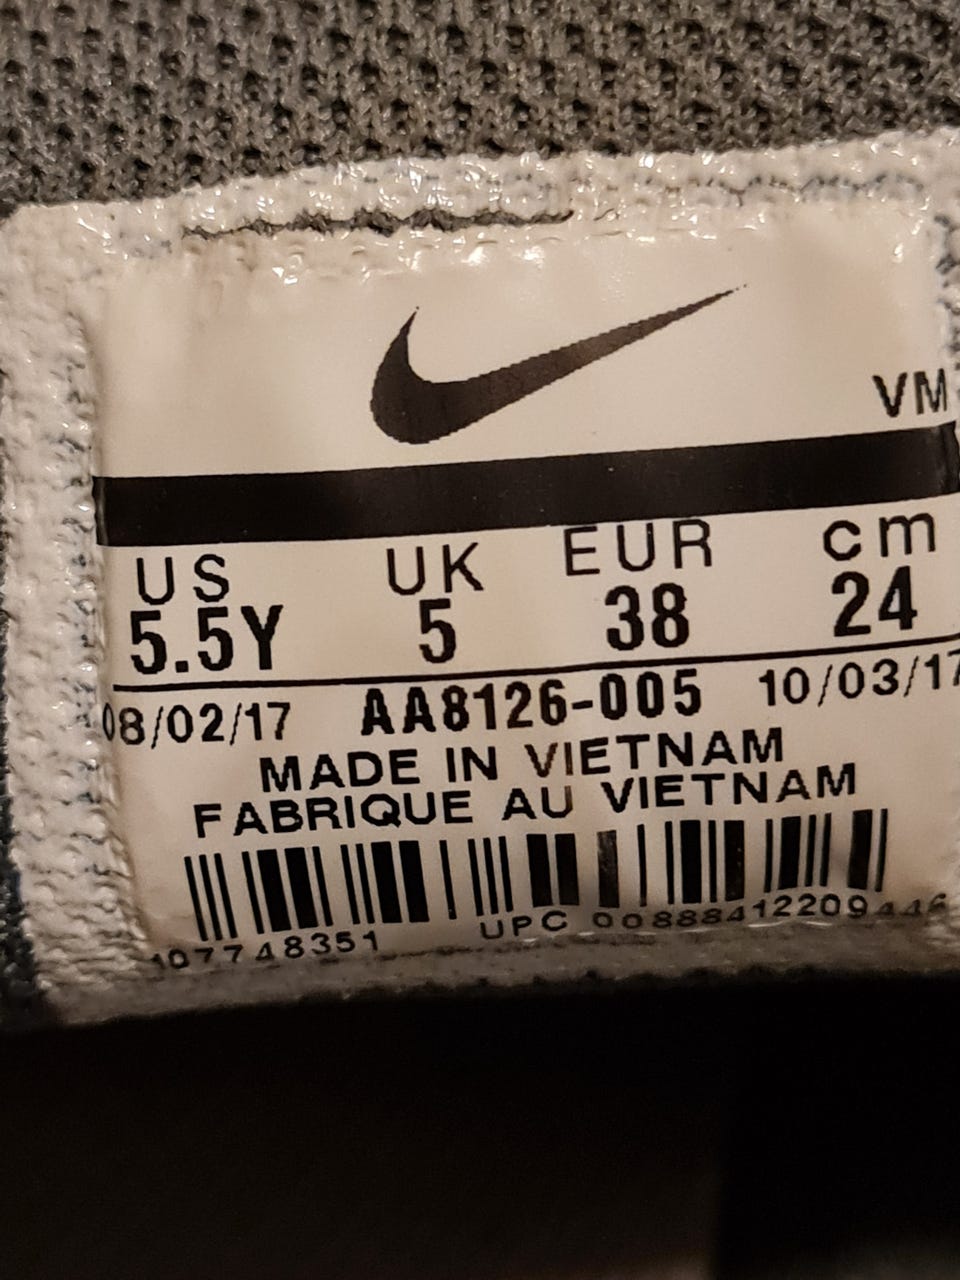 VM
US UK EUR cm
5.5Y 5 38 24
08/02/17 AA8126-005 10/03/17
MADE IN VIETNAM
FABRIQUE AU VIETNAM
107748351 UPC 00888412209446